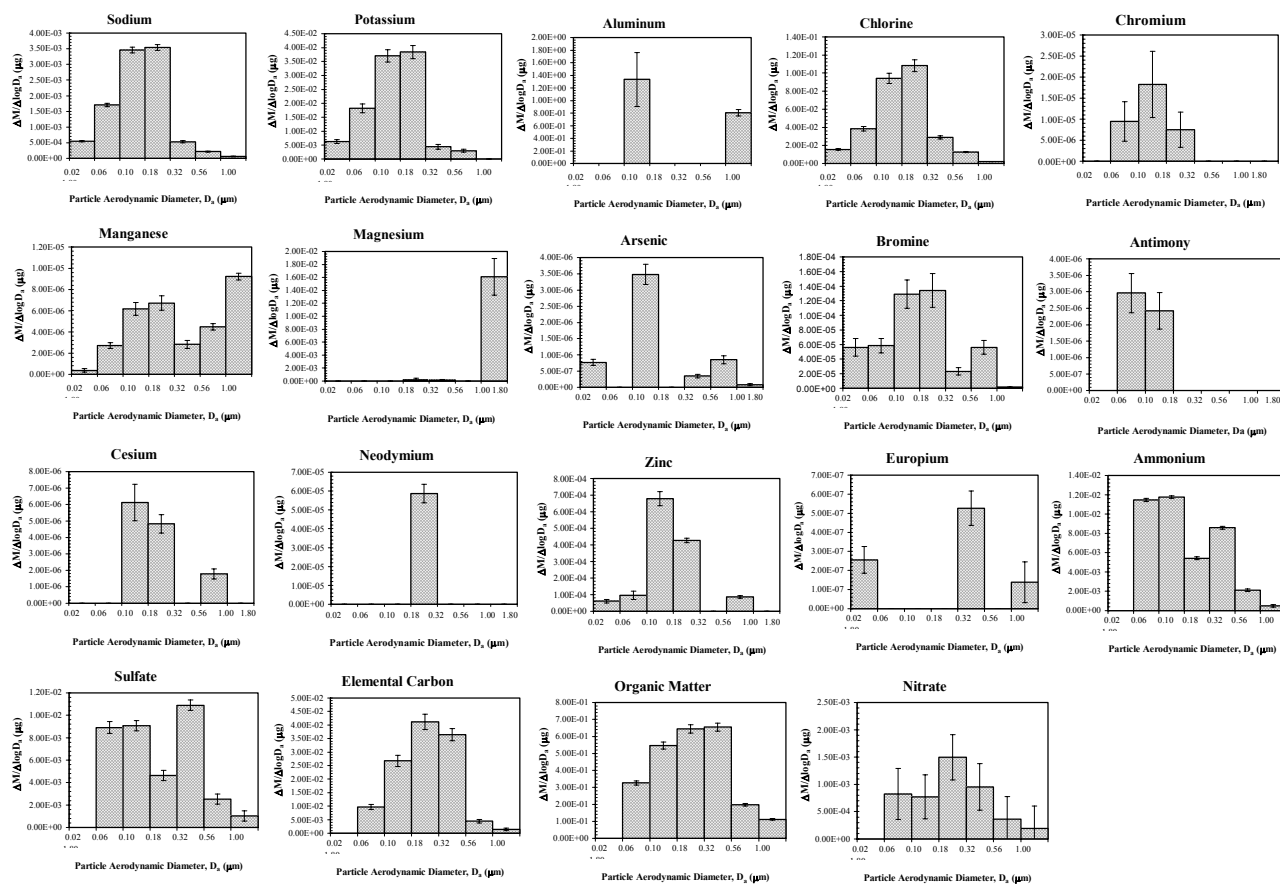 Sodium
ΔM/ΔlogDa (μg)
4.00E-03
3.50E-03
3.00E-03
2.50E-03
2.00E-03
1.50E-03
1.00E-03
5.00E-04
0.00E+00
0.02 0.06 0.10 0.18 0.32 0.56 1.00
Particle Aerodynamic Diameter, Da (μm)
Potassium
ΔM/ΔlogDa (μg)
4.50E-02
4.00E-02
3.50E-02
3.00E-02
2.50E-02
2.00E-02
1.50E-02
1.00E-02
5.00E-03
0.00E+00
0.02 0.06 0.10 0.18 0.32 0.56 1.00
Particle Aerodynamic Diameter, Da (μm)
Aluminum
ΔM/ΔlogDa (μg)
2.00E+00
1.80E+00
1.60E+00
1.40E+00
1.20E+00
1.00E+00
8.00E-01
6.00E-01
4.00E-01
2.00E-01
0.00E+00
0.02 0.06 0.10 0.18 0.32 0.56 1.00
Particle Aerodynamic Diameter, Da (μm)
Chlorine
ΔM/ΔlogDa (μg)
1.40E-01
1.20E-01
1.00E-01
8.00E-02
6.00E-02
4.00E-02
2.00E-02
0.00E+00
0.02 0.06 0.10 0.18 0.32 0.56 1.00
Particle Aerodynamic Diameter, Da (μm)
Chromium
ΔM/ΔlogDa (μg)
3.00E-05
2.50E-05
2.00E-05
1.50E-05
1.00E-05
5.00E-06
0.00E+00
0.02 0.06 0.10 0.18 0.32 0.56 1.00 1.80
Particle Aerodynamic Diameter, Da (μm)
Manganese
ΔM/ΔlogDa (μg)
1.20E-05
1.00E-05
8.00E-06
6.00E-06
4.00E-06
2.00E-06
0.00E+00
0.02 0.06 0.10 0.18 0.32 0.56 1.00
Particle Aerodynamic Diameter, Da (μm)
Magnesium
ΔM/ΔlogDa (μg)
2.00E-02
1.80E-02
1.60E-02
1.40E-02
1.20E-02
1.00E-02
8.00E-03
6.00E-03
4.00E-03
2.00E-03
0.00E+00
0.02 0.06 0.10 0.18 0.32 0.56 1.00 1.80
Particle Aerodynamic Diameter, Da (μm)
Arsenic
ΔM/ΔlogDa (μg)
4.00E-06
3.50E-06
3.00E-06
2.50E-06
2.00E-06
1.50E-06
1.00E-06
5.00E-07
0.00E+00
0.02 0.06 0.10 0.18 0.32 0.56 1.00 1.80
Particle Aerodynamic Diameter, Da (μm)
Bromine
ΔM/ΔlogDa (μg)
1.80E-04
1.60E-04
1.40E-04
1.20E-04
1.00E-04
8.00E-05
6.00E-05
4.00E-05
2.00E-05
0.00E+00
0.02 0.06 0.10 0.18 0.32 0.56 1.00
Particle Aerodynamic Diameter, Da (μm)
Antimony
ΔM/ΔlogDa (μg)
4.00E-06
3.50E-06
3.00E-06
2.50E-06
2.00E-06
1.50E-06
1.00E-06
5.00E-07
0.00E+00
0.02 0.06 0.10 0.18 0.32 0.56 1.00 1.80
Particle Aerodynamic Diameter, Da (μm)
Cesium
ΔM/ΔlogDa (μg)
8.00E-06
7.00E-06
6.00E-06
5.00E-06
4.00E-06
3.00E-06
2.00E-06
1.00E-06
0.00E+00
0.02 0.06 0.10 0.18 0.32 0.56 1.00 1.80
Particle Aerodynamic Diameter, Da (μm)
Neodymium
ΔM/ΔlogDa (μg)
7.00E-05
6.00E-05
5.00E-05
4.00E-05
3.00E-05
2.00E-05
1.00E-05
0.00E+00
0.02 0.06 0.10 0.18 0.32 0.56 1.00 1.80
Particle Aerodynamic Diameter, Da (μm)
Zinc
ΔM/ΔlogDa (μg)
8.00E-04
7.00E-04
6.00E-04
5.00E-04
4.00E-04
3.00E-04
2.00E-04
1.00E-04
0.00E+00
0.02 0.06 0.10 0.18 0.32 0.56 1.00 1.80
Particle Aerodynamic Diameter, Da (μm)
Europium
ΔM/ΔlogDa (μg)
7.00E-07
6.00E-07
5.00E-07
4.00E-07
3.00E-07
2.00E-07
1.00E-07
0.00E+00
0.02 0.06 0.10 0.18 0.32 0.56 1.00
Particle Aerodynamic Diameter, Da (μm)
Ammonium
ΔM/ΔlogDa (μg)
1.40E-02
1.20E-02
1.00E-02
8.00E-03
6.00E-03
4.00E-03
2.00E-03
0.00E+00
0.02 0.06 0.10 0.18 0.32 0.56 1.00
Particle Aerodynamic Diameter, Da (μm)
Sulfate
ΔM/ΔlogDa (μg)
1.20E-02
1.00E-02
8.00E-03
6.00E-03
4.00E-03
2.00E-03
0.00E+00
0.02 0.06 0.10 0.18 0.32 0.56 1.00
Particle Aerodynamic Diameter, Da (μm)
Elemental Carbon
ΔM/ΔlogDa (μg)
5.00E-02
4.50E-02
4.00E-02
3.50E-02
3.00E-02
2.50E-02
2.00E-02
1.50E-02
1.00E-02
5.00E-03
0.00E+00
0.02 0.06 0.10 0.18 0.32 0.56 1.00
Particle Aerodynamic Diameter, Da (μm)
Organic Matter
ΔM/ΔlogDa (μg)
8.00E-01
7.00E-01
6.00E-01
5.00E-01
4.00E-01
3.00E-01
2.00E-01
1.00E-01
0.00E+00
0.02 0.06 0.10 0.18 0.32 0.56 1.00
Particle Aerodynamic Diameter, Da (μm)
Nitrate
ΔM/ΔlogDa (μg)
2.50E-03
2.00E-03
1.50E-03
1.00E-03
5.00E-04
0.00E+00
0.02 0.06 0.10 0.18 0.32 0.56 1.00
Particle Aerodynamic Diameter, Da (μm)